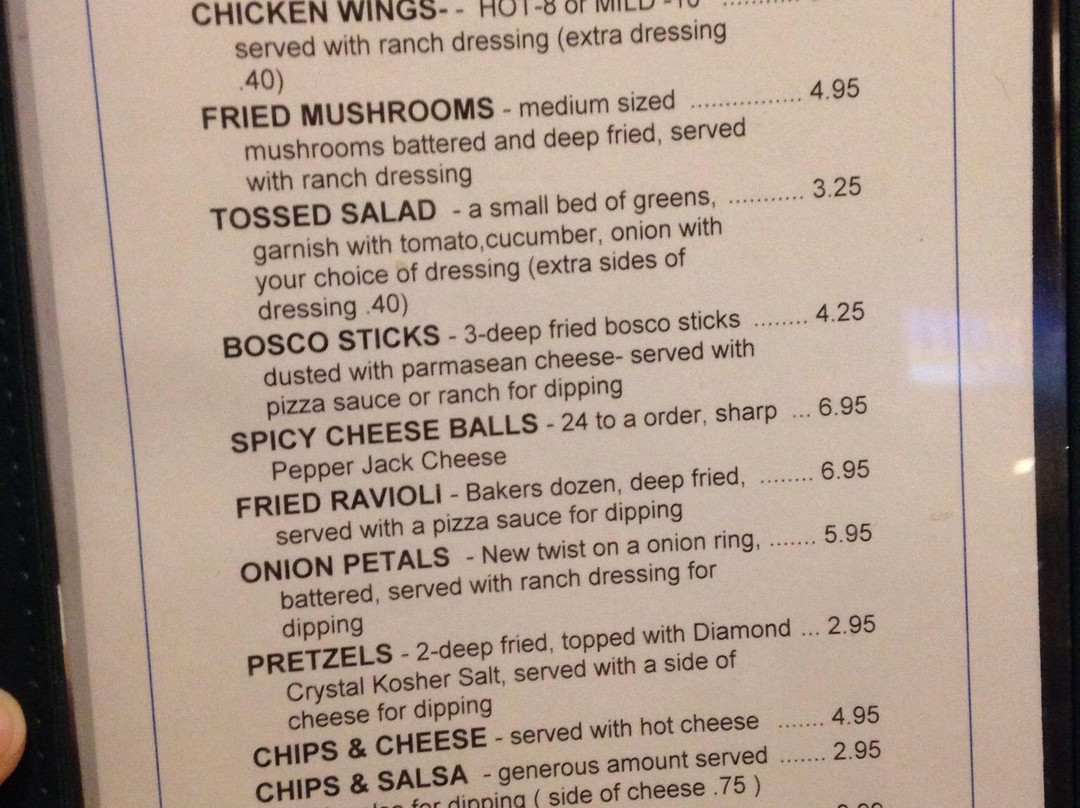 CHICKEN WINGS- - HOT-8 or MILD -10 ..........
served with ranch dressing (extra dressing
.40)
FRIED MUSHROOMS - medium sized ................ 4.95
mushrooms battered and deep fried, served
with ranch dressing
TOSSED SALAD - a small bed of greens, ........... 3.25
garnish with tomato,cucumber, onion with
your choice of dressing (extra sides of
dressing .40)
BOSCO STICKS - 3-deep fried bosco sticks ........ 4.25
dusted with parmasean cheese- served with
pizza sauce or ranch for dipping
SPICY CHEESE BALLS - 24 to a order, sharp ... 6.95
Pepper Jack Cheese
FRIED RAVIOLI - Bakers dozen, deep fried, ........ 6.95
served with a pizza sauce for dipping
ONION PETALS - New twist on a onion ring, ....... 5.95
battered, served with ranch dressing for
dipping
PRETZELS - 2-deep fried, topped with Diamond ... 2.95
Crystal Kosher Salt, served with a side of
cheese for dipping
CHIPS & CHEESE - served with hot cheese ....... 4.95
CHIPS & SALSA - generous amount served ....... 2.95
for dipping ( side of cheese .75 )